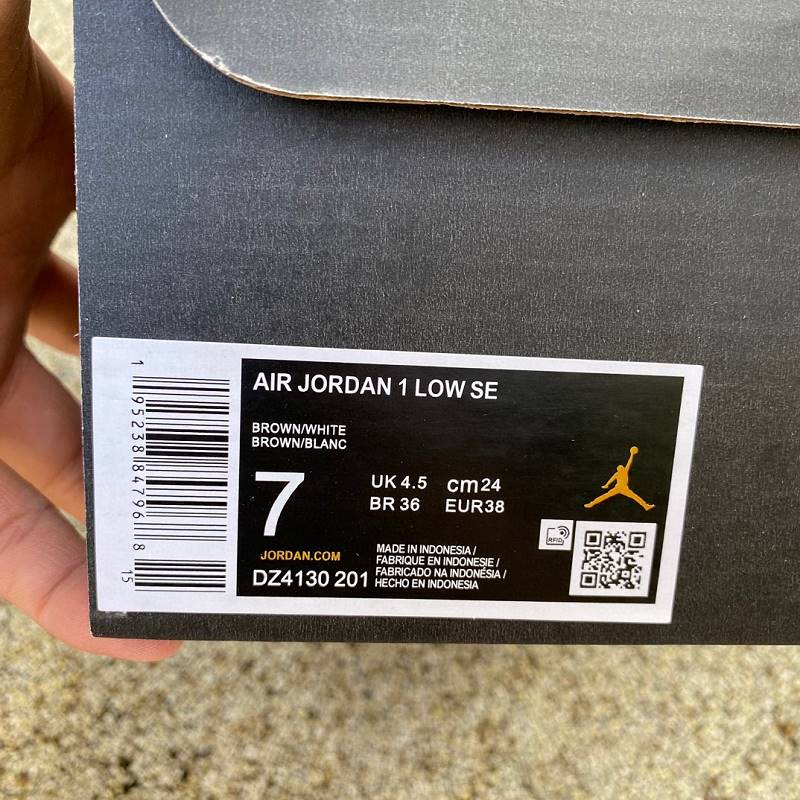 AIR JORDAN 1 LOW SE
BROWN/WHITE
BROWN/BLANC
7
UK 4.5 cm 24
BR 36 EUR 38
JORDAN.COM
DZ4130 201
MADE IN INDONESIA /
FABRIQUE EN INDONESIE /
FABRICADO NA INDONÉSIA /
HECHO EN INDONESIA
RFID
1 95238 84796 8
15